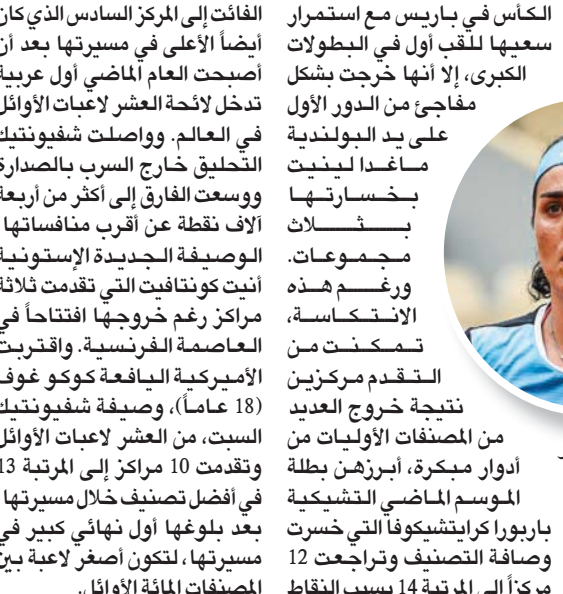 الكأس في باريس مع استمرار
سعيها للقب أول في البطولات
الكبرى، إلا أنها خرجت بشكل
مفاجئ من الدور الأول
على يد البولندية
ماغدا لينيت
بخسارتها
بثلاث
مجموعات.
ورغم هذه
الانتكاسة،
تمكنت من
التقدم مركزين
نتيجة خروج العديد
من المصنفات الأوليات من
أدوار مبكرة، أبرزهن بطلة
الموسم الماضي التشيكية
باربورا كرايتشيكوفا التي خسرت
وصافة التصنيف وتراجعت 12
مركزاً إلى المرتبة 14 بسبب النقاط
الفائت إلى المركز السادس الذي كان
أيضاً الأعلى في مسيرتها بعد أن
أصبحت العام الماضي أول عربية
تدخل لائحة العشر لاعبات الأوائل
في العالم. وواصلت شفيونتيك
التحليق خارج السرب بالصدارة
ووسعت الفارق إلى أكثر من أربعة
آلاف نقطة عن أقرب منافساتها
الوصيفة الجديدة الإستونية
أنيت كونتافيت التي تقدمت ثلاثة
مراكز رغم خروجها افتتاحاً في
العاصمة الفرنسية. واقتربت
الأميركية اليافعة كوكو غوف
(18 عاماً)، وصيفة شفيونتيك
السبت، من العشر لاعبات الأوائل
وتقدمت 10 مراكز إلى المرتبة 13
في أفضل تصنيف خلال مسيرتها
بعد بلوغها أول نهائي كبير في
مسيرتها، لتكون أصغر لاعبة بين
المصنفات المائة الأوائل.